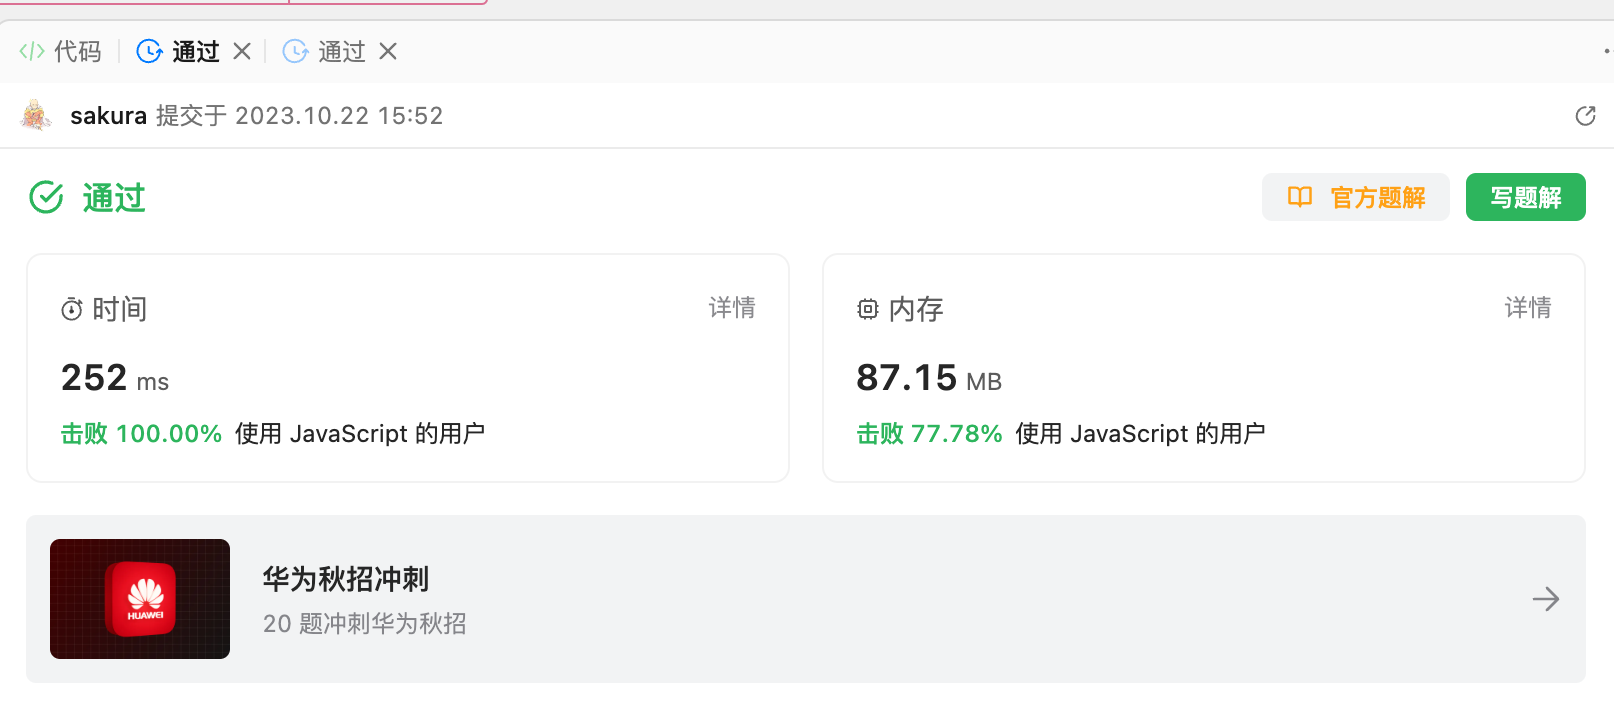 代码 通过 通过
sakura 提交于 2023.10.22 15:52
通过 官方题解 写题解
时间 详情 内存 详情
252 ms 87.15 MB
击败 100.00% 使用 JavaScript 的用户 击败 77.78% 使用 JavaScript 的用户
HUAWEI
华为秋招冲刺
20 题冲刺华为秋招